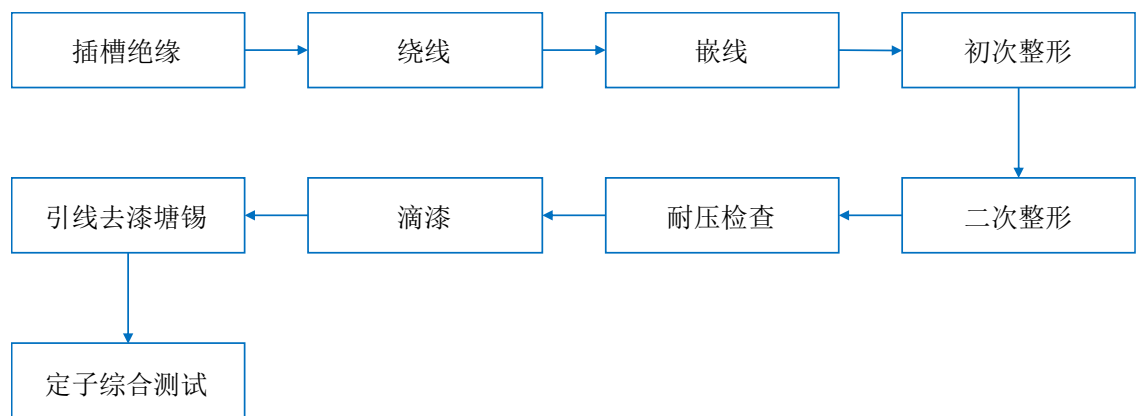 插槽绝缘
绕线
嵌线
初次整形
二次整形
耐压检查
滴漆
引线去漆塘锡
定子综合测试